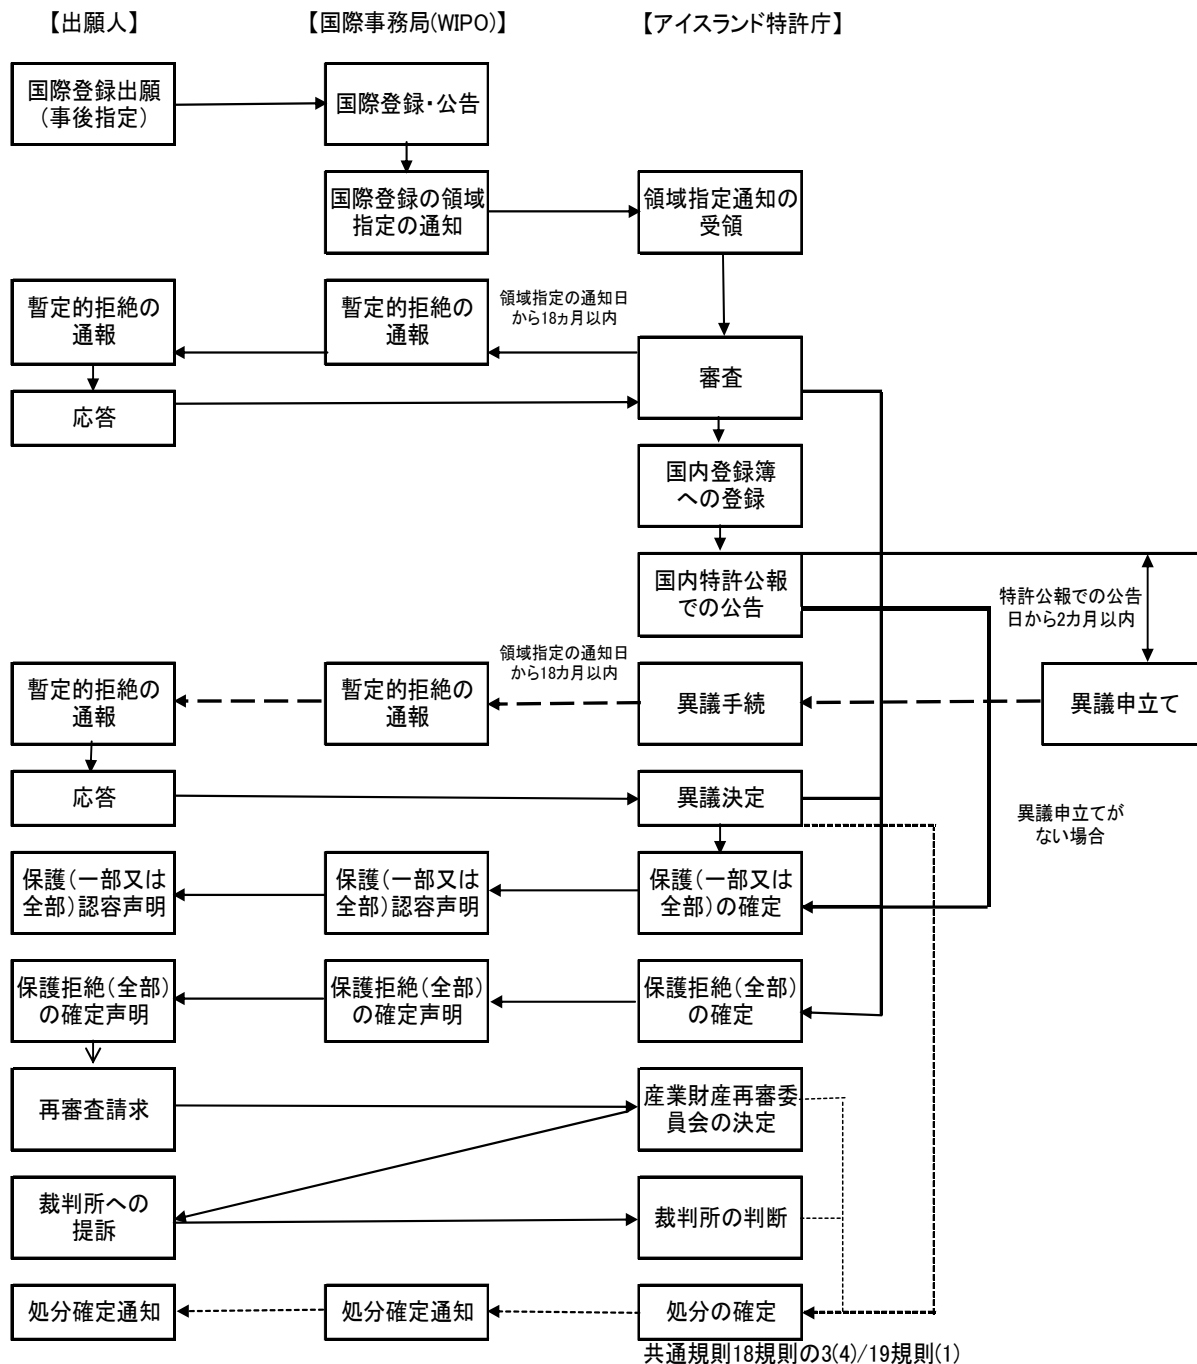 【出願人】
【国際事務局(WIPO)】
【アイスランド特許庁】
国際登録出願
(事後指定)
国際登録・公告
国際登録の領域
指定の通知
領域指定通知の
受領
暫定的拒絶の
通報
暫定的拒絶の
通報
領域指定の通知日
から18ヵ月以内
審査
応答
国内登録簿
への登録
国内特許公報
での公告
特許公報での公告
日から2カ月以内
暫定的拒絶の
通報
暫定的拒絶の
通報
領域指定の通知日
から18カ月以内
異議手続
異議申立て
応答
異議決定
異議申立てが
ない場合
保護(一部又は
全部)認容声明
保護(一部又は
全部)認容声明
保護(一部又は
全部)の確定
保護拒絶(全部)
の確定声明
保護拒絶(全部)
の確定声明
保護拒絶(全部)
の確定
再審査請求
産業財産再審委
員会の決定
裁判所への
提訴
裁判所の判断
処分確定通知
処分確定通知
処分の確定
共通規則18規則の3(4)/19規則(1)